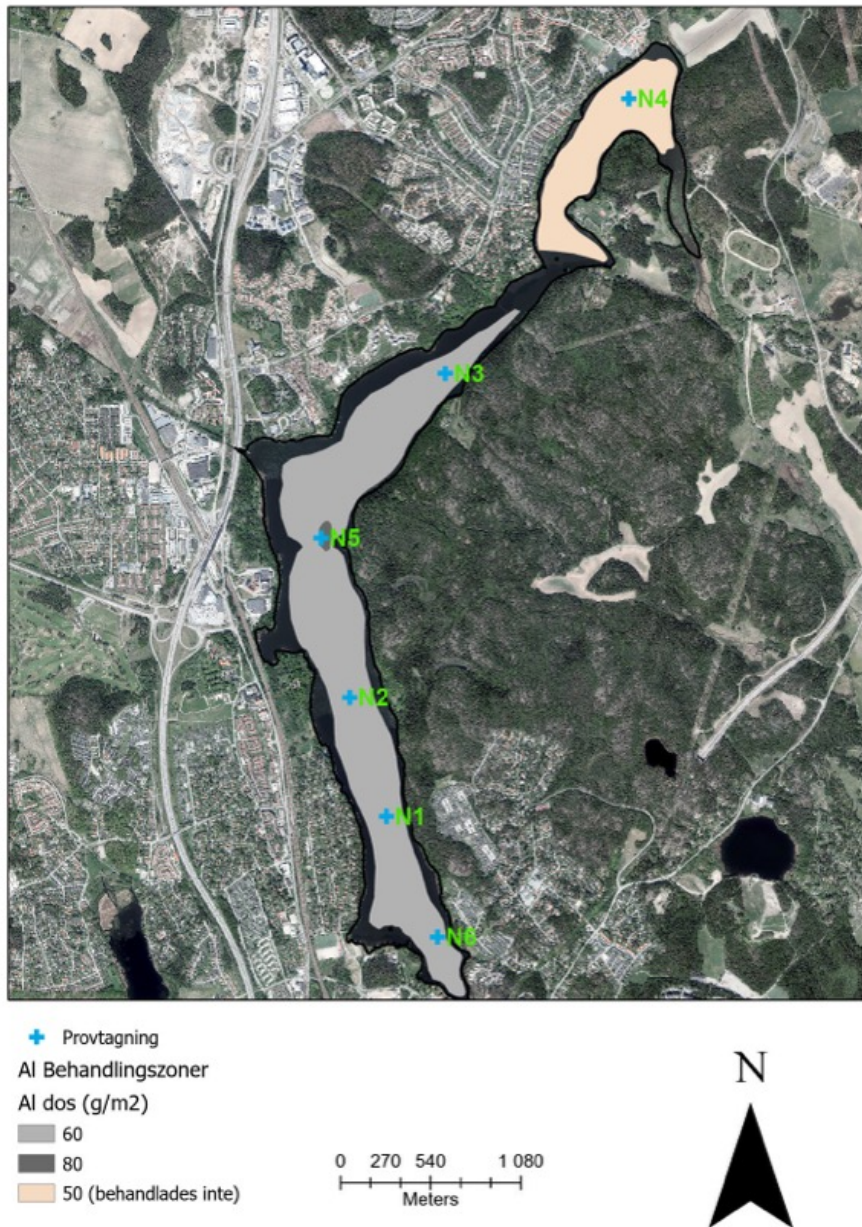 N4
N3
N5
N2
N1
N6
Provtagning
Al Behandlingszoner
Al dos (g/m2)
60
80
50 (behandlades inte)
0 270 540 1 080
Meters
N